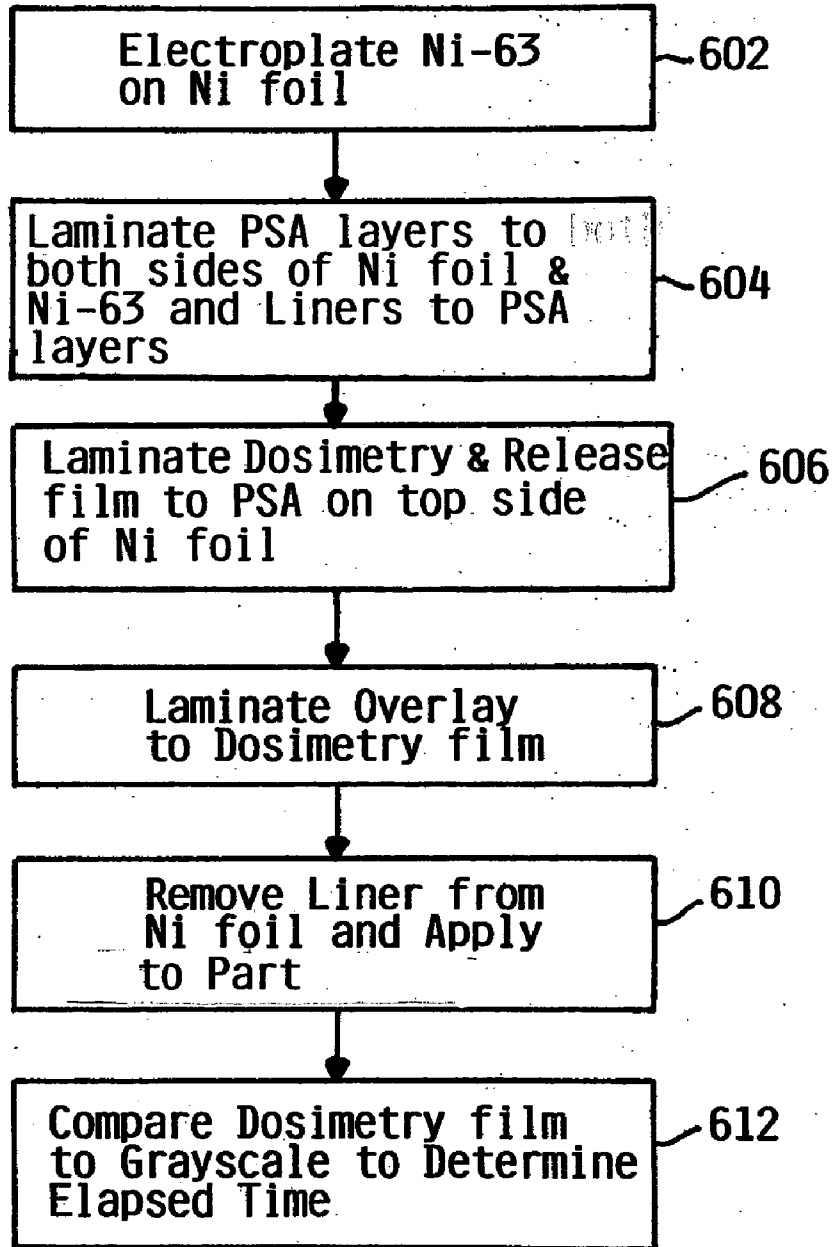 Electroplate Ni-63
on Ni foil
602
Laminate PSA layers to
both sides of Ni foil &
Ni-63 and Liners to PSA
layers
604
Laminate Dosimetry & Release
film to PSA on top side
of Ni foil
606
Laminate Overlay
to Dosimetry film
608
Remove Liner from
Ni foil and Apply
to Part
610
Compare Dosimetry film
to Grayscale to Determine
Elapsed Time
612